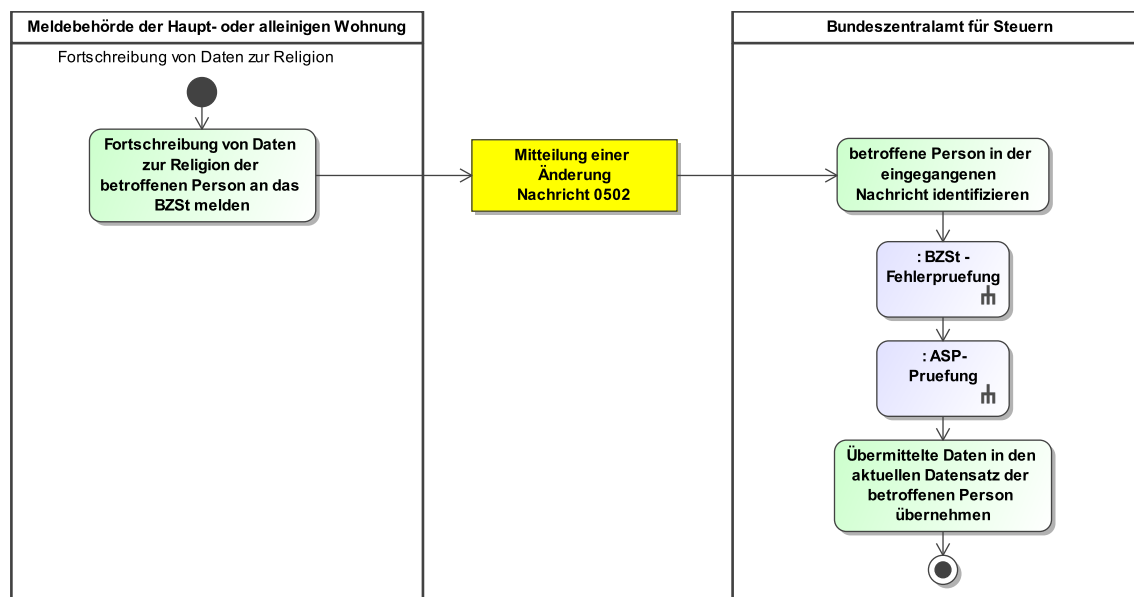 Meldebehörde der Haupt- oder alleinigen Wohnung
Fortschreibung von Daten zur Religion
Fortschreibung von Daten
zur Religion der
betroffenen Person an das
BZSt melden
Mitteilung einer
Änderung
Nachricht 0502
Bundeszentralamt für Steuern
betroffene Person in der
eingegangenen
Nachricht identifizieren
: BZSt -
Fehlerpruefung
: ASP-
Pruefung
Übermittelte Daten in den
aktuellen Datensatz der
betroffenen Person
übernehmen